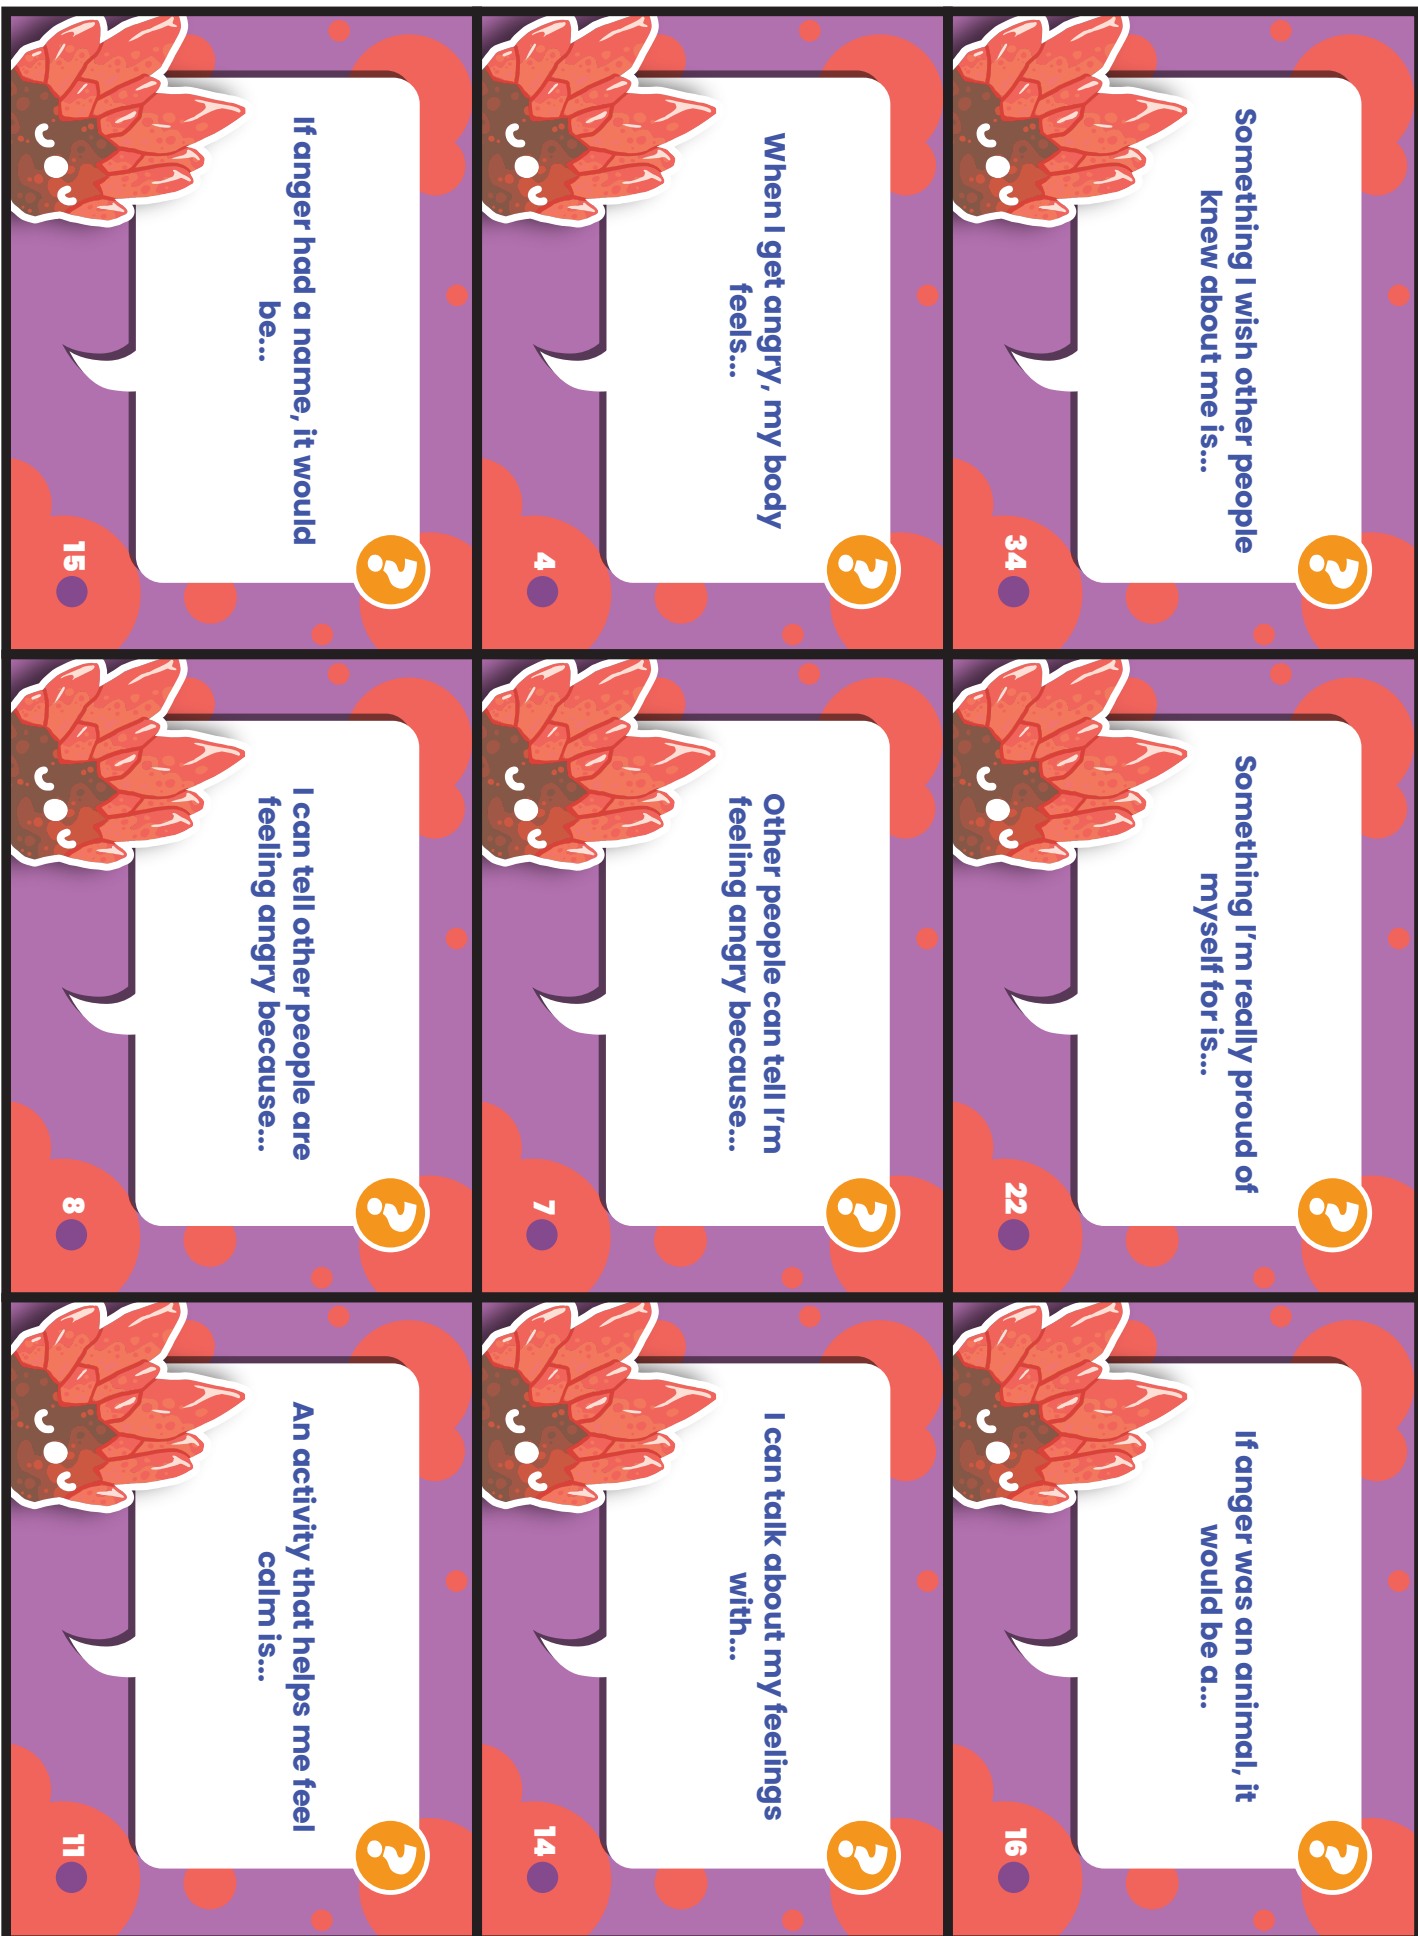 ?
Something I wish other people
knew about me is...
34
?
Something I'm really proud of
myself for is...
22
?
If anger was an animal, it
would be a...
16
?
When I get angry, my body
feels...
4
?
Other people can tell I'm
feeling angry because...
7
?
I can talk about my feelings
with...
14
?
If anger had a name, it would
be...
15
?
I can tell other people are
feeling angry because...
8
?
An activity that helps me feel
calm is...
11